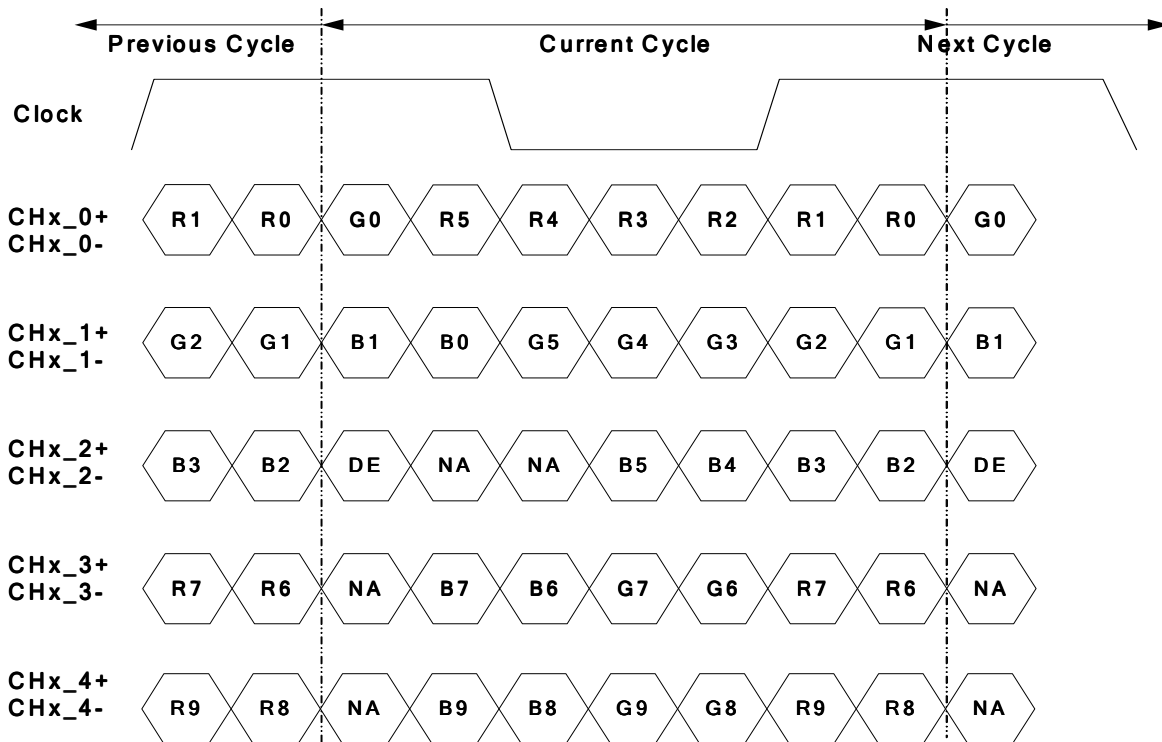 Previous Cycle Current Cycle Next Cycle
Clock
CHx_0+
CHx_0-
R1 R0 G0 R5 R4 R3 R2 R1 R0 G0
CHx_1+
CHx_1-
G2 G1 B1 B0 G5 G4 G3 G2 G1 B1
CHx_2+
CHx_2-
B3 B2 DE NA NA B5 B4 B3 B2 DE
CHx_3+
CHx_3-
R7 R6 NA B7 B6 G7 G6 R7 R6 NA
CHx_4+
CHx_4-
R9 R8 NA B9 B8 G9 G8 R9 R8 NA